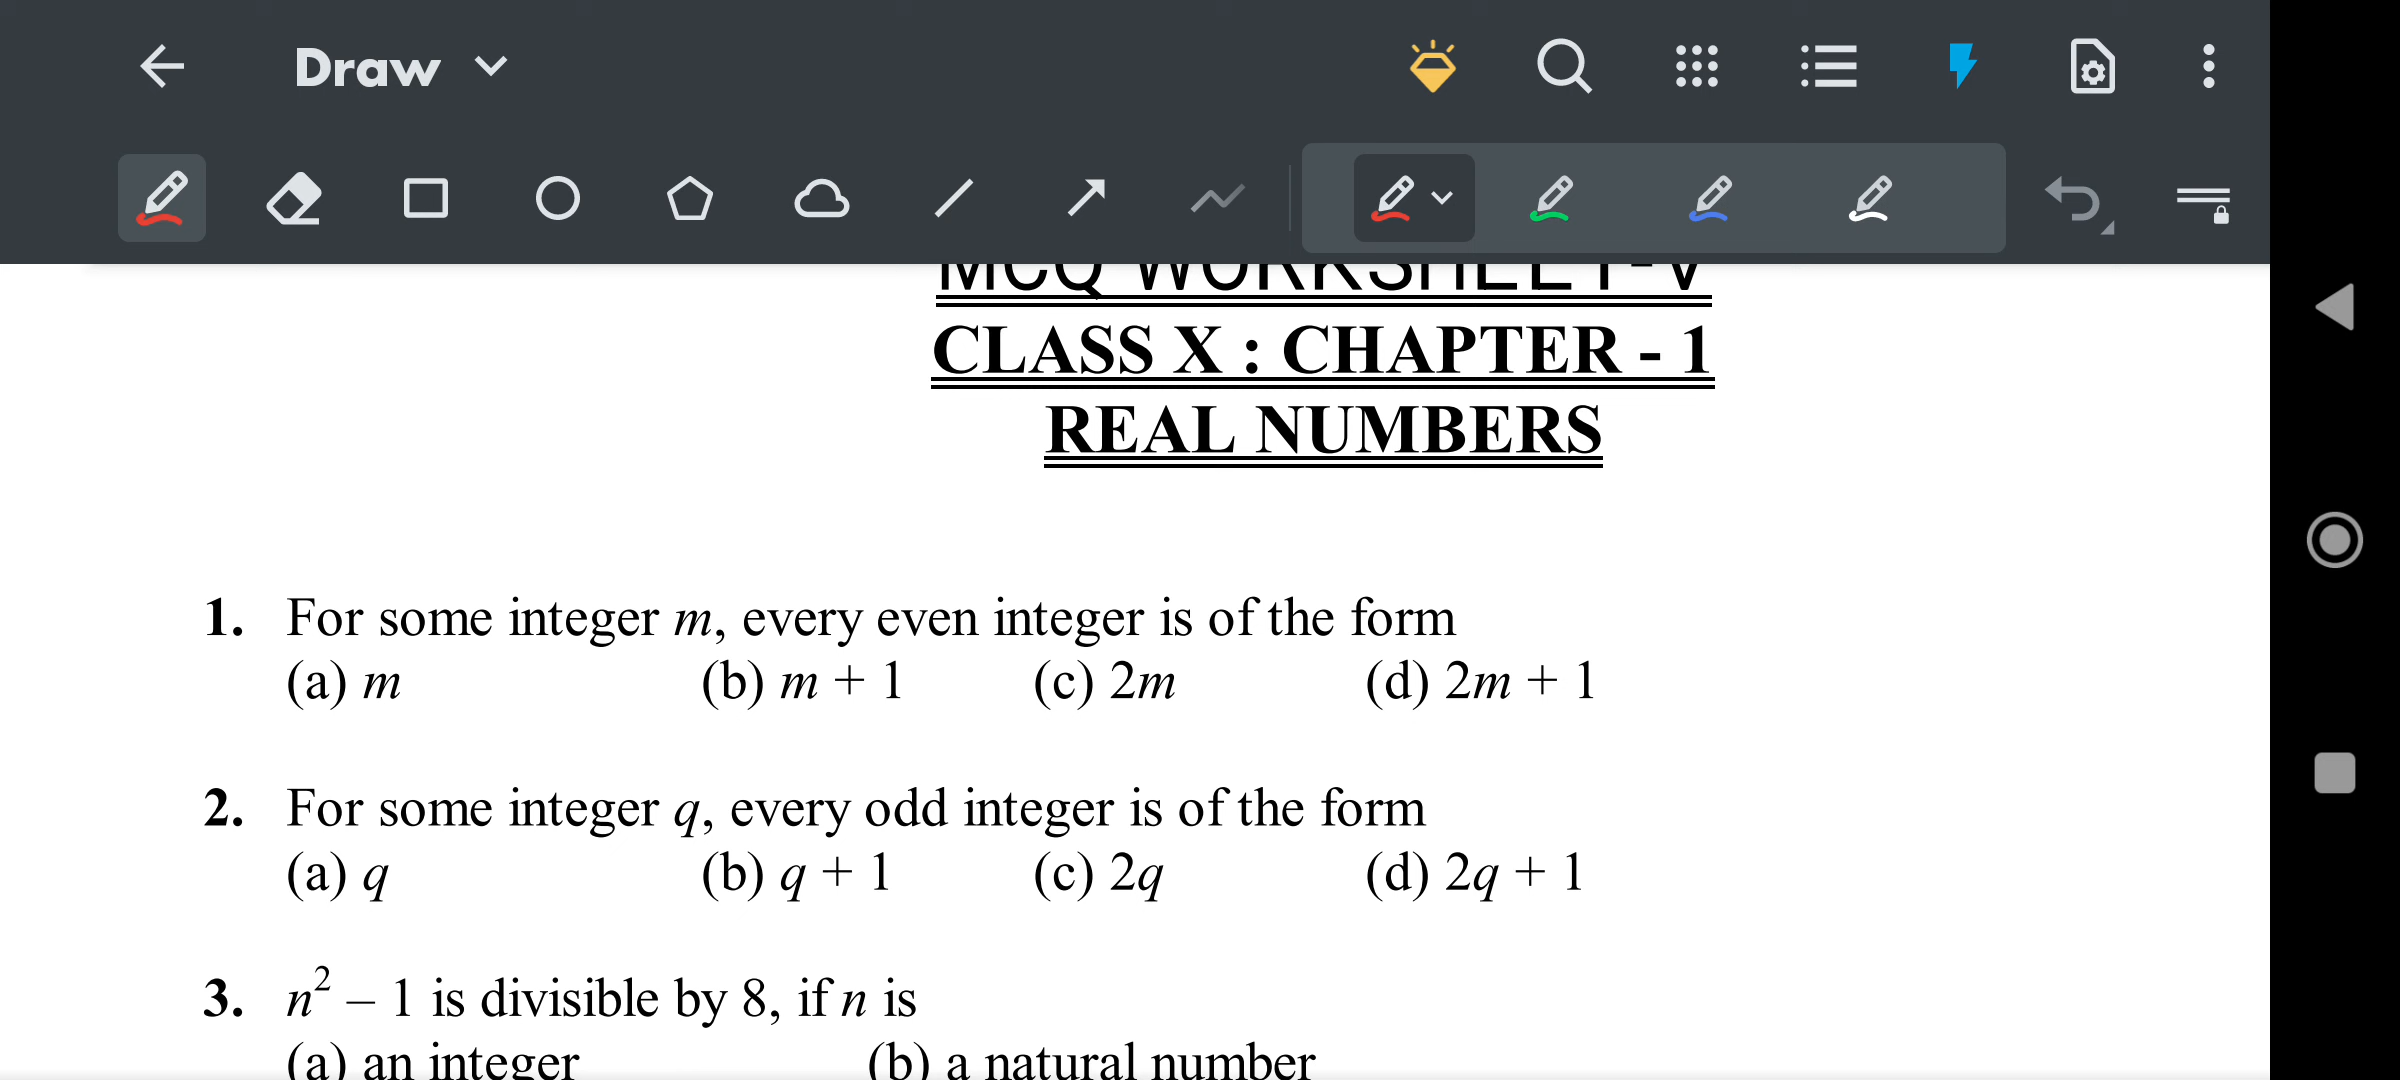 Draw
MCQ WORKSHEET-V
CLASS X : CHAPTER - 1
REAL NUMBERS
1. For some integer m, every even integer is of the form
(a) m (b) m + 1 (c) 2m (d) 2m + 1
2. For some integer q, every odd integer is of the form
(a) q (b) q + 1 (c) 2q (d) 2q + 1
3. n² – 1 is divisible by 8, if n is
(a) an integer (b) a natural number